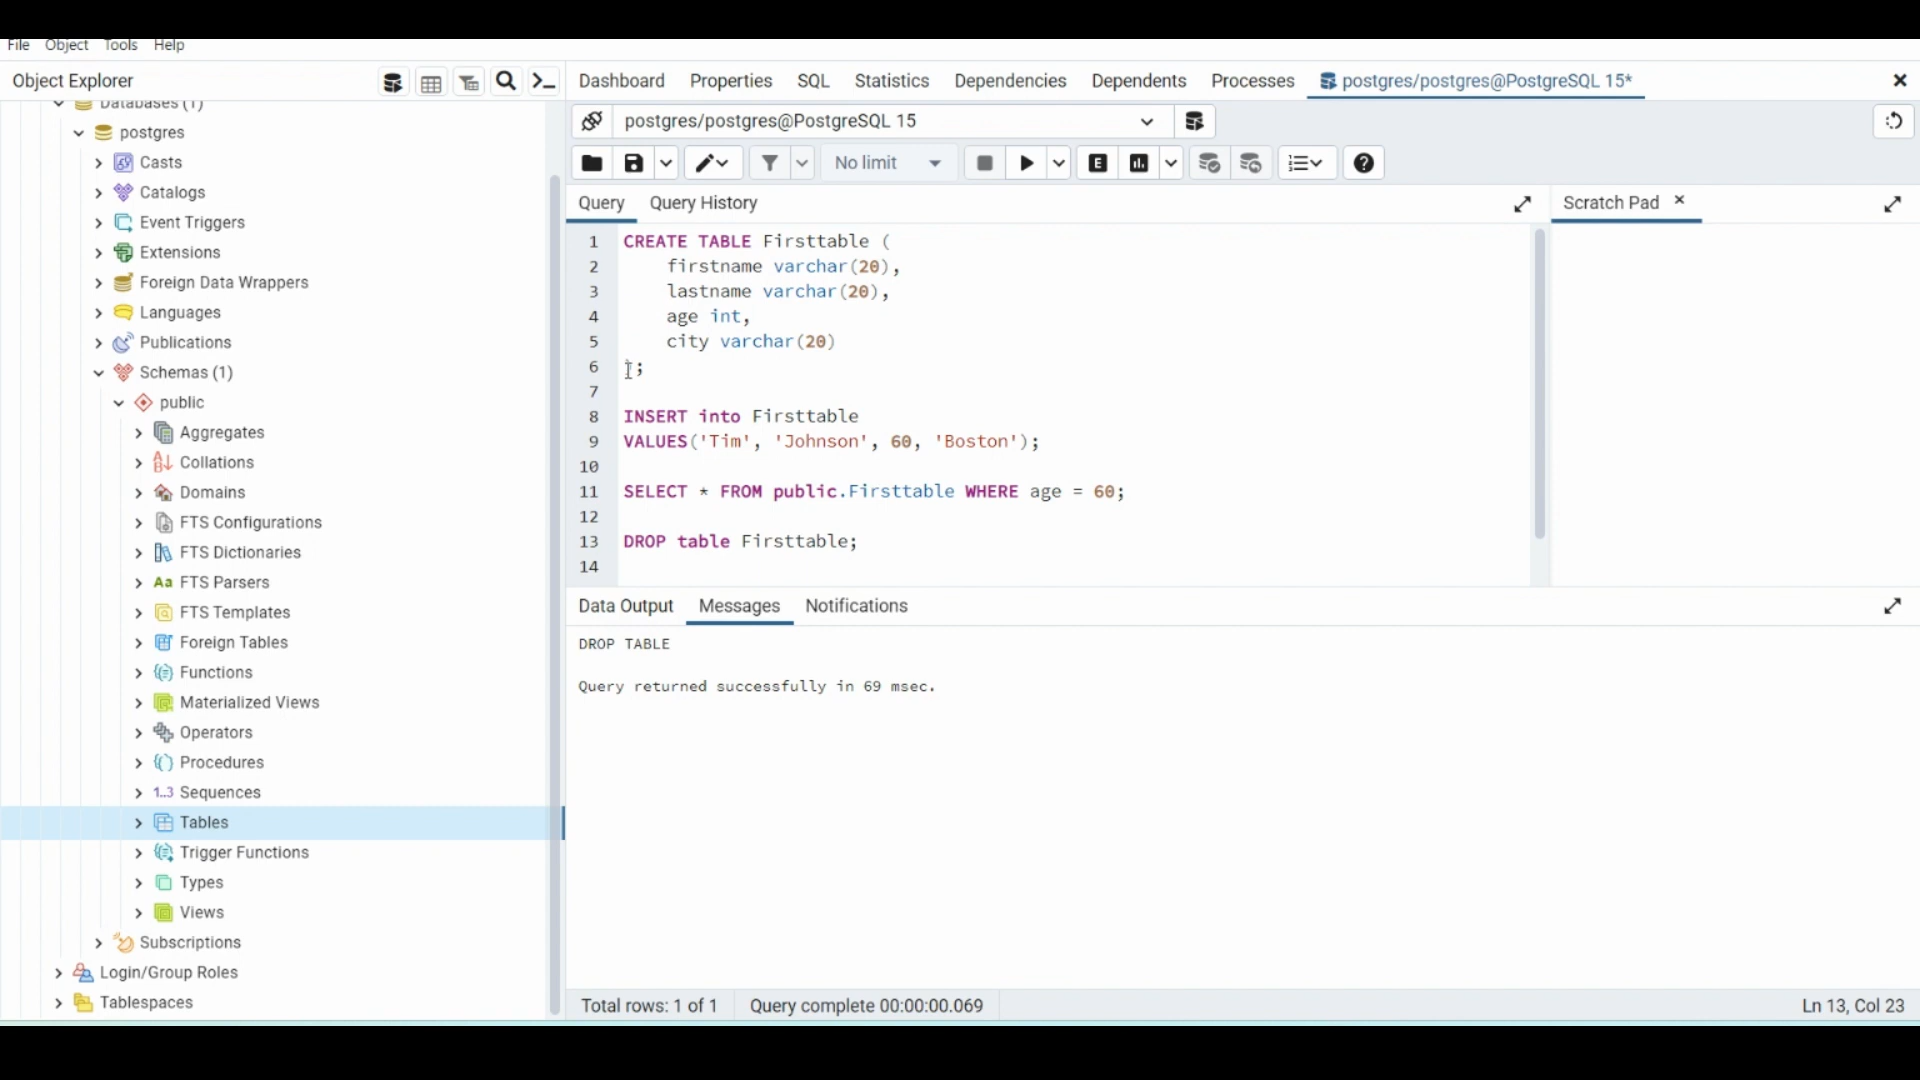 File Object Tools Help
Object Explorer
Dashboard Properties SQL Statistics Dependencies Dependents Processes postgres/postgres@PostgreSQL 15*
Databases (1)
postgres
Casts
Catalogs
Event Triggers
Extensions
Foreign Data Wrappers
Languages
Publications
Schemas (1)
public
Aggregates
Collations
Domains
FTS Configurations
FTS Dictionaries
Aa FTS Parsers
FTS Templates
Foreign Tables
Functions
Materialized Views
Operators
Procedures
1..3 Sequences
Tables
Trigger Functions
Types
Views
Subscriptions
Login/Group Roles
Tablespaces
postgres/postgres@PostgreSQL 15
No limit
E
Query Query History
Scratch Pad
1 CREATE TABLE Firsttable (
2 firstname varchar(20),
3 lastname varchar(20),
4 age int,
5 city varchar(20)
6 );
7
8 INSERT into Firsttable
9 VALUES('Tim', 'Johnson', 60, 'Boston');
10
11 SELECT * FROM public.Firsttable WHERE age = 60;
12
13 DROP table Firsttable;
14
Data Output Messages Notifications
DROP TABLE
Query returned successfully in 69 msec.
Total rows: 1 of 1 Query complete 00:00:00.069
Ln 13, Col 23